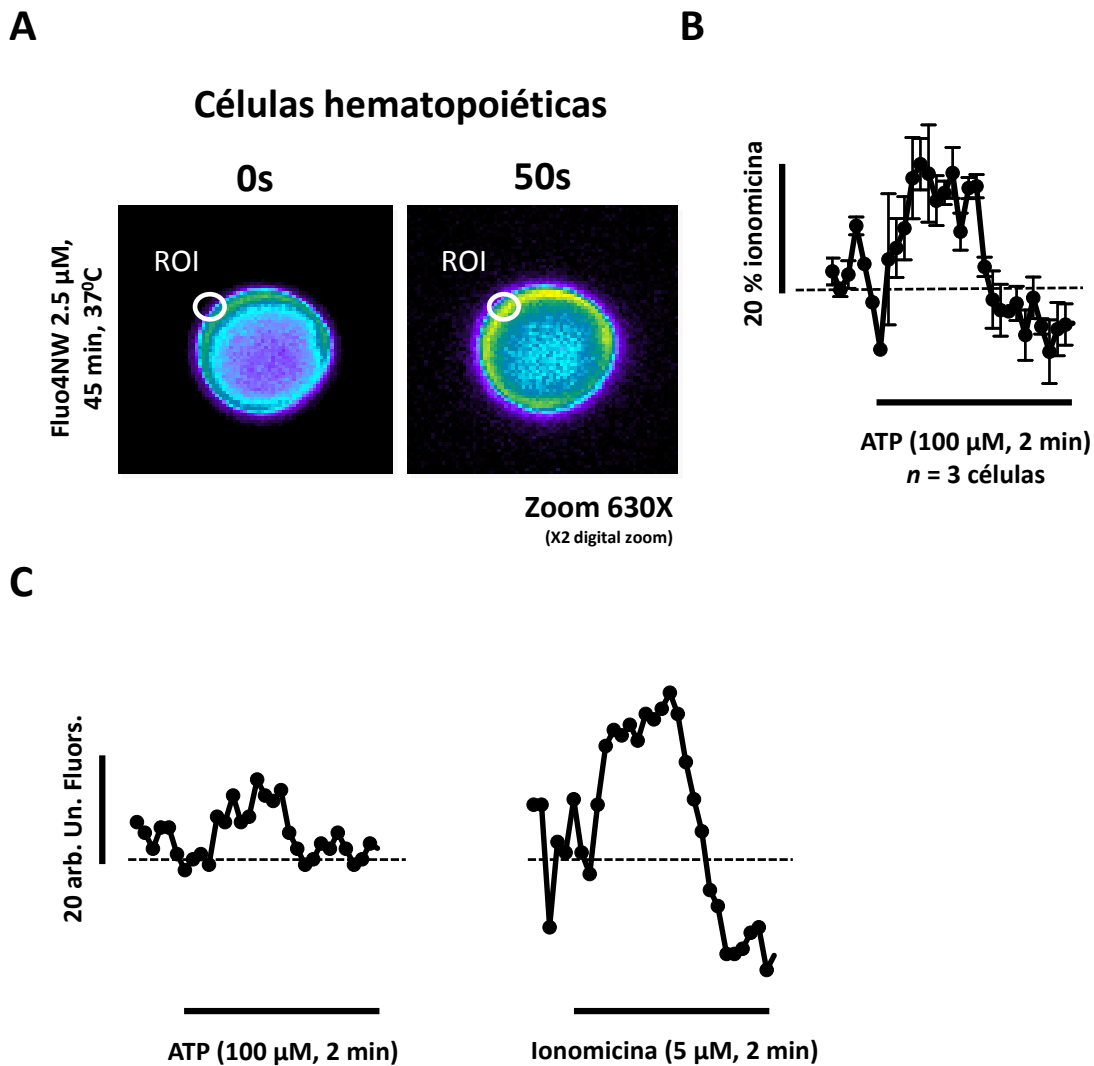 A
B
Células hematopoiéticas
0s
50s
ROI
ROI
Fluo4NW 2.5 µM,
45 min, 37⁰C
Zoom 630X
(X2 digital zoom)
20 % ionomicina
ATP (100 µM, 2 min)
n = 3 células
C
20 arb. Un. Fluors.
ATP (100 µM, 2 min)
Ionomicina (5 µM, 2 min)